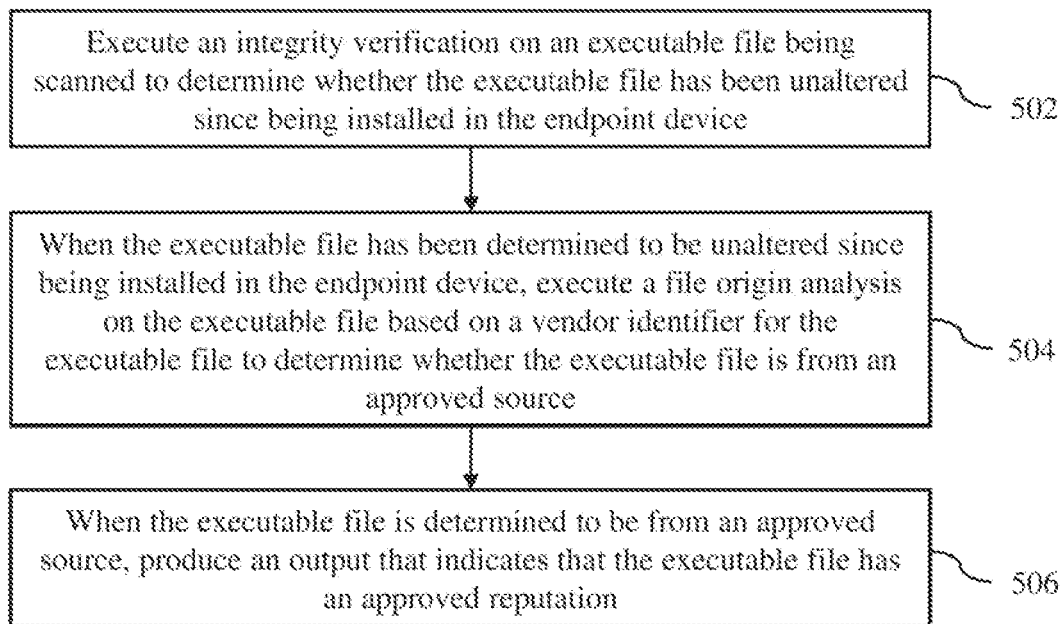 Execute an integrity verification on an executable file being
scanned to determine whether the executable file has been unaltered
since being installed in the endpoint device
502
When the executable file has been determined to be unaltered since
being installed in the endpoint device, execute a file origin analysis
on the executable file based on a vendor identifier for the
executable file to determine whether the executable file is from an
approved source
504
When the executable file is determined to be from an approved
source, produce an output that indicates that the executable file has
an approved reputation
506